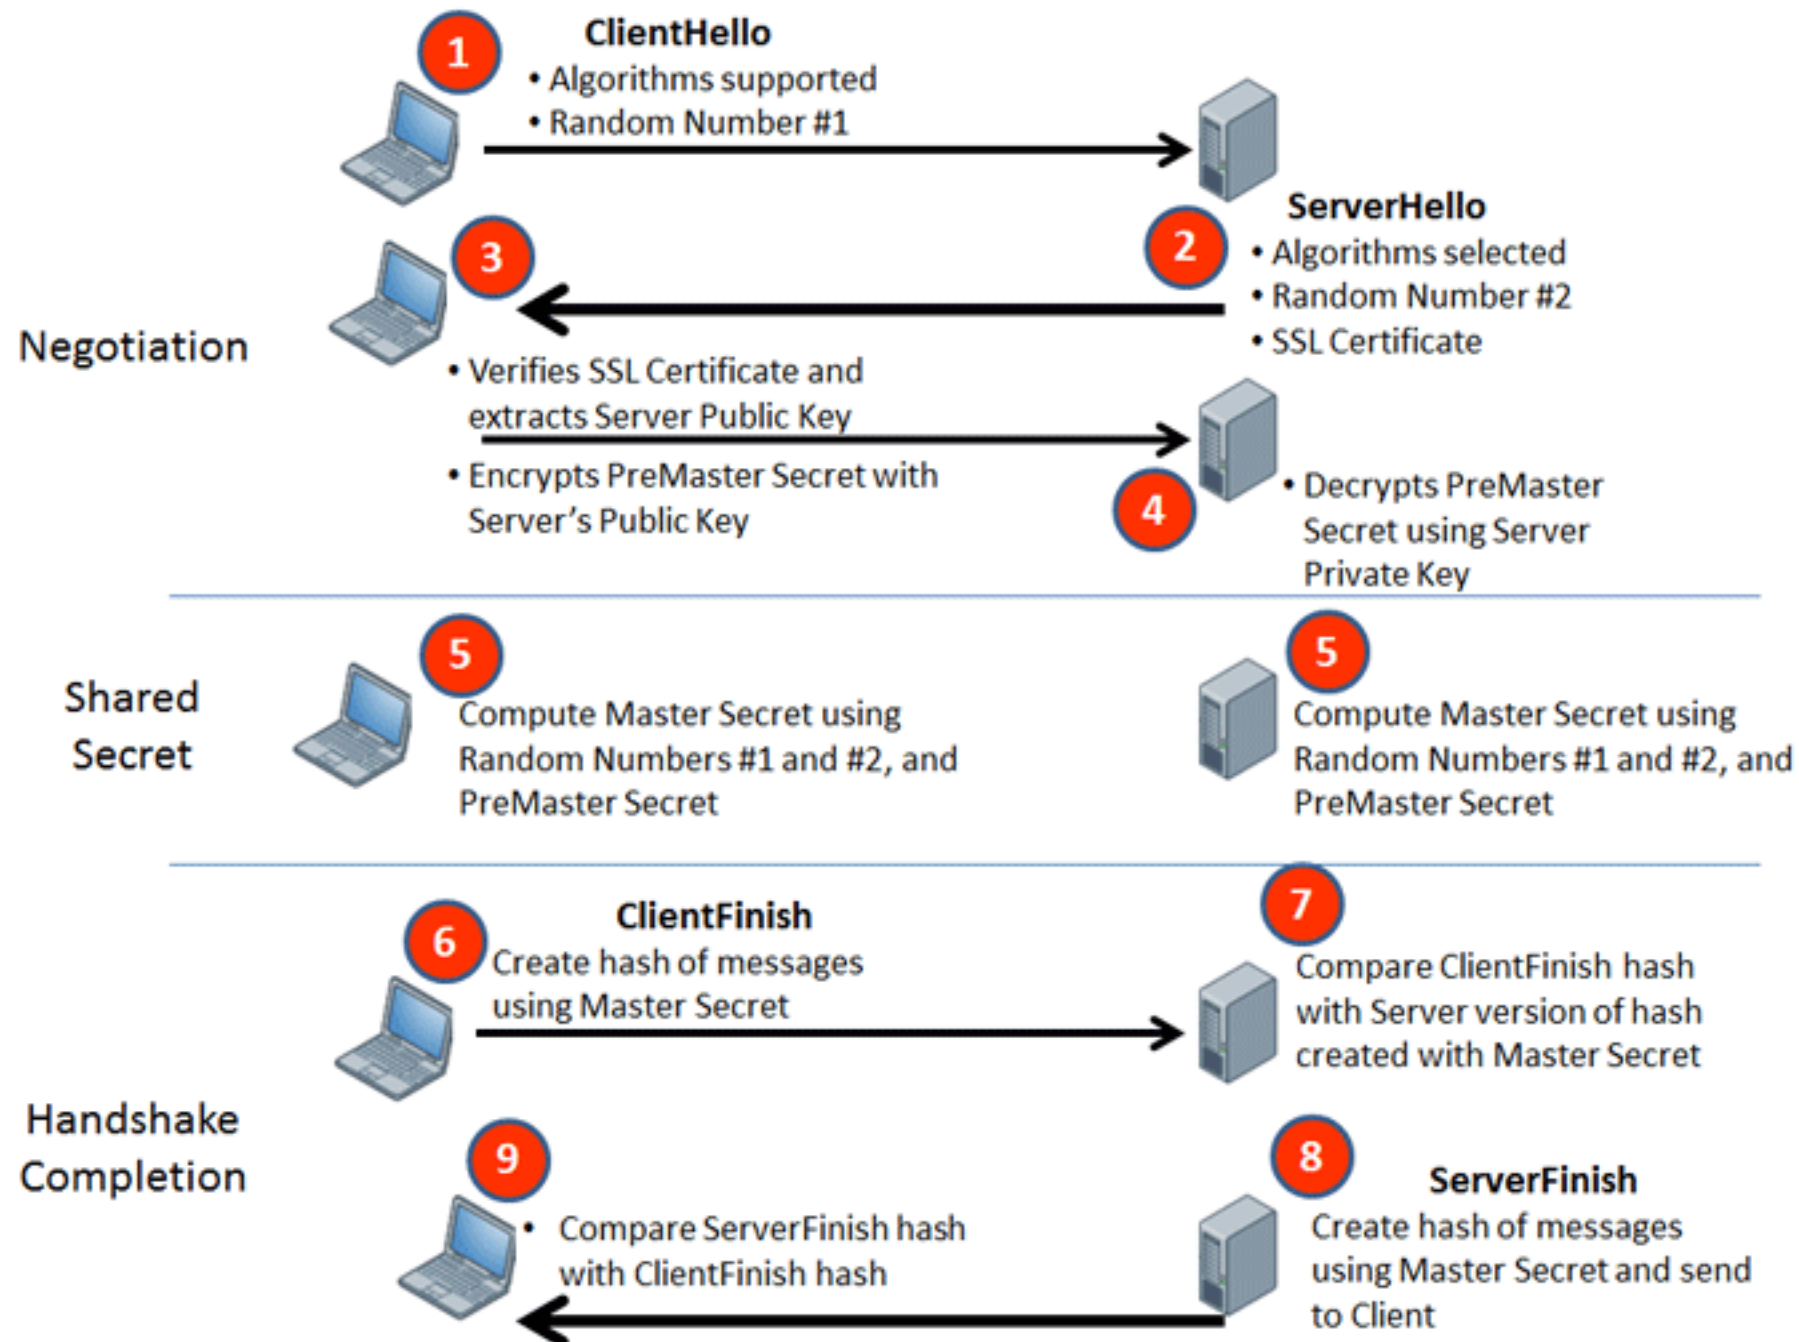 1
ClientHello
• Algorithms supported
• Random Number #1
ServerHello
2
• Algorithms selected
• Random Number #2
• SSL Certificate
3
Negotiation
• Verifies SSL Certificate and
extracts Server Public Key
• Encrypts PreMaster Secret with
Server's Public Key
4
• Decrypts PreMaster
Secret using Server
Private Key
Shared
Secret
5
Compute Master Secret using
Random Numbers #1 and #2, and
PreMaster Secret
5
Compute Master Secret using
Random Numbers #1 and #2, and
PreMaster Secret
Handshake
Completion
6
ClientFinish
Create hash of messages
using Master Secret
7
Compare ClientFinish hash
with Server version of hash
created with Master Secret
8
ServerFinish
Create hash of messages
using Master Secret and send
to Client
9
• Compare ServerFinish hash
with ClientFinish hash